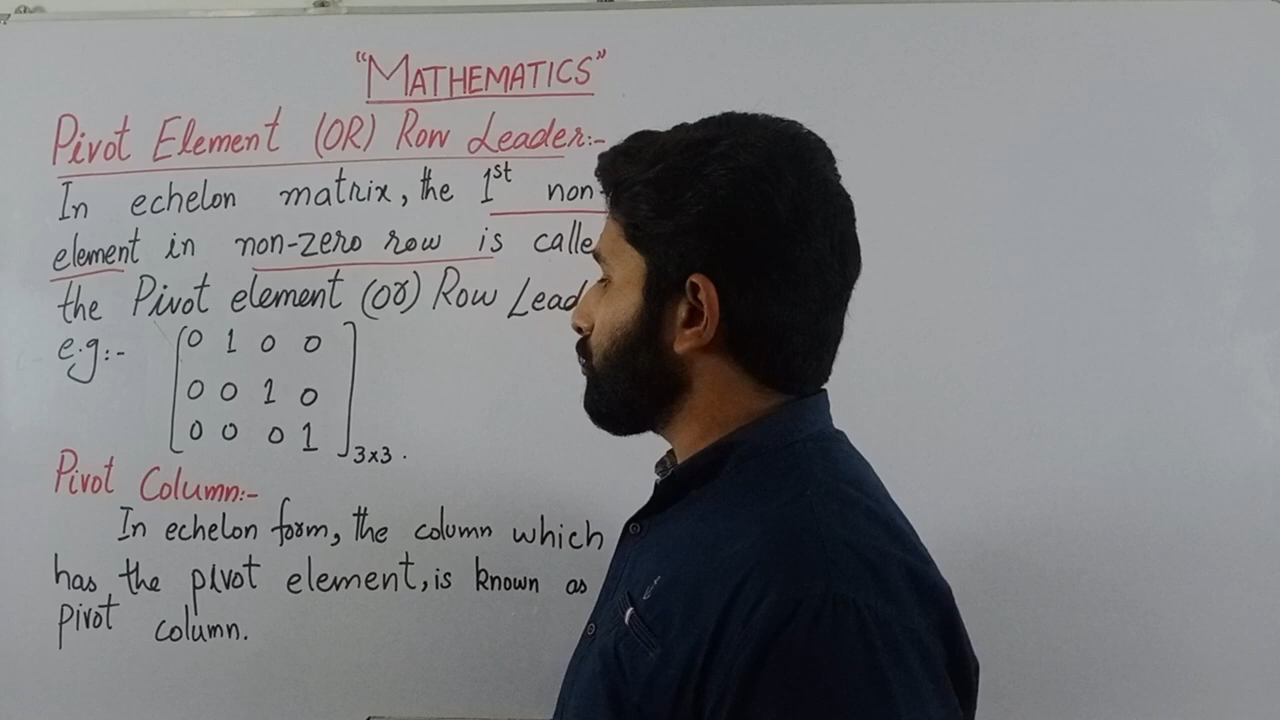 "MATHEMATICS"
Pivot Element (OR) Row Leader:-
In echelon matrix, the 1st non-
element in non-zero row is calle
the Pivot element (or) Row Lead
e.g:- 0 1 0 0
0 0 1 0
0 0 0 1 3x3.
Pivot Column:-
In echelon form, the column which
has the pivot element, is known as
pivot column.